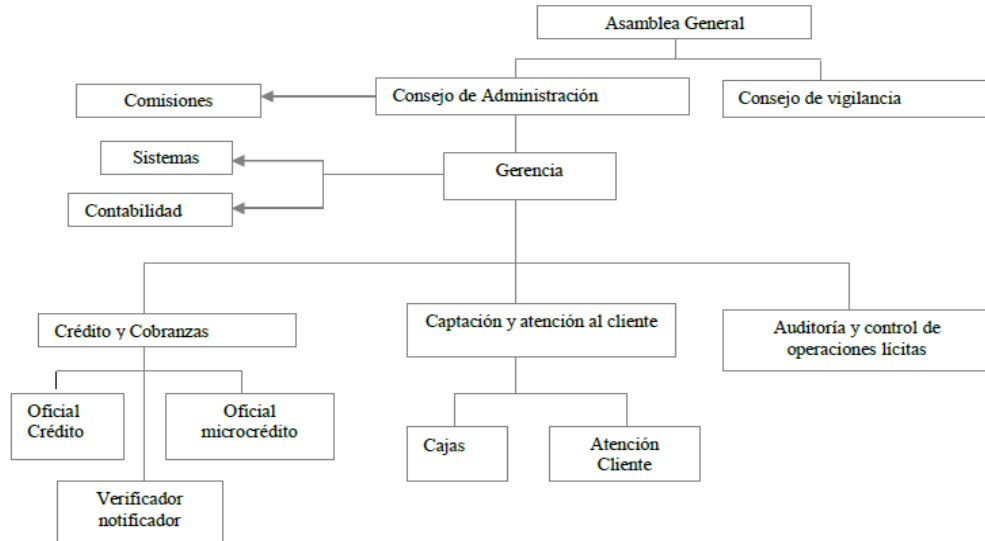 Asamblea General
Comisiones
Consejo de Administración
Consejo de vigilancia
Sistemas
Gerencia
Contabilidad
Crédito y Cobranzas
Captación y atención al cliente
Auditoría y control de
operaciones lícitas
Oficial
Crédito
Oficial
microcrédito
Cajas
Atención
Cliente
Verificador
notificador